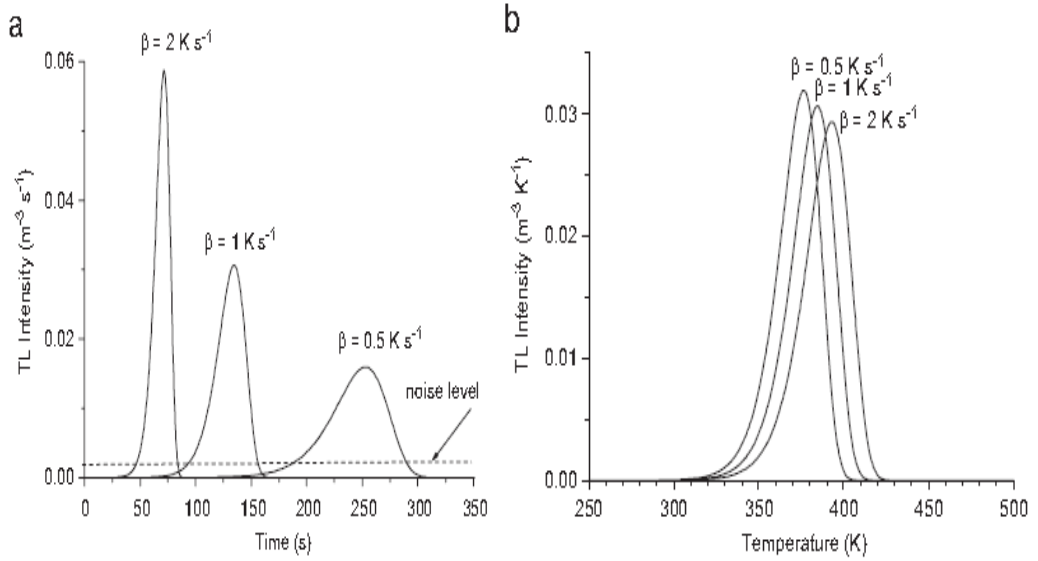 a
β = 2 K s⁻¹
0.06
0.04
0.02
0.00
TL Intensity (m⁻³ s⁻¹)
β = 1 K s⁻¹
β = 0.5 K s⁻¹
noise level
0 50 100 150 200 250 300 350
Time (s)
b
β = 0.5 K s⁻¹
β = 1 K s⁻¹
β = 2 K s⁻¹
0.03
0.02
0.01
0.00
TL Intensity (m⁻³ K⁻¹)
250 300 350 400 450 500
Temperature (K)